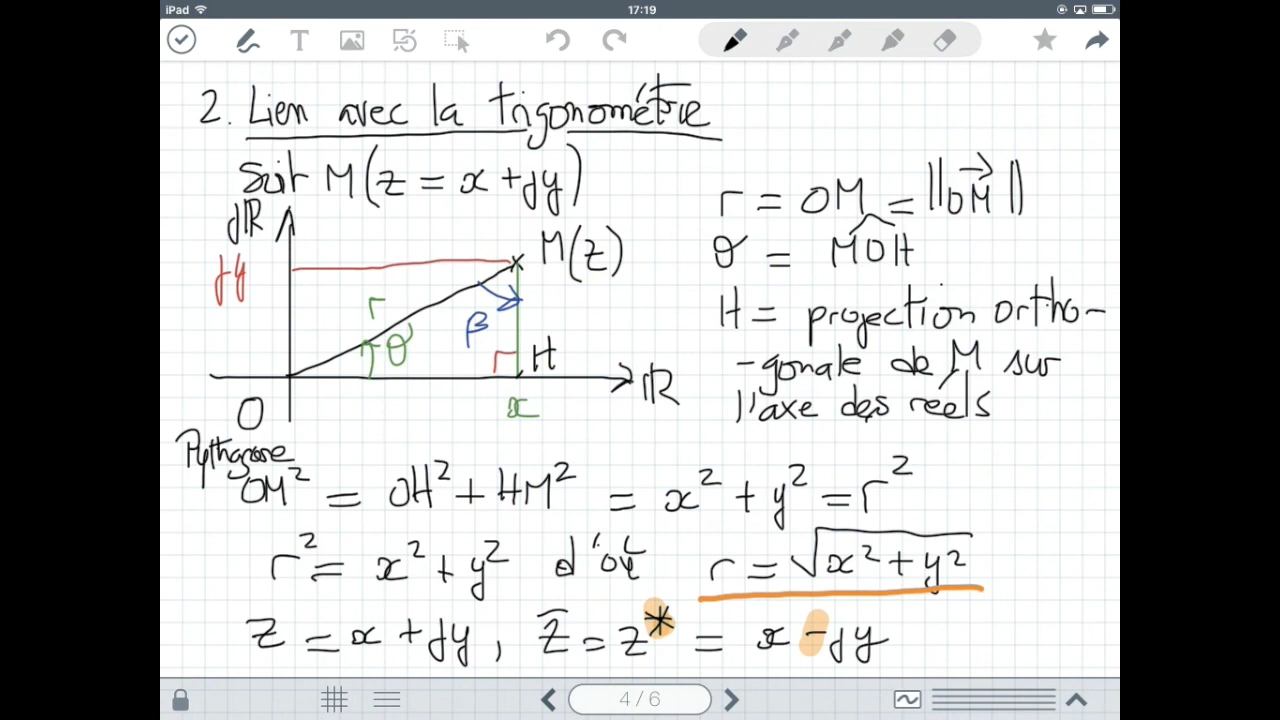 iPad 17:19
2. Lien avec la trigonométrie
Soit M(z = x + jy)
jℝ
M(z)
jy
r
θ
β
H
ℝ
O
x
r = OM = ||OM||
θ = MOH
H = projection ortho-
-gonale de M sur
l'axe des réels
Pythagore
OM² = OH² + HM² = x² + y² = r²
r² = x² + y² d'où r = √x² + y²
z = x + jy, z̄ = z* = x - jy
4 / 6